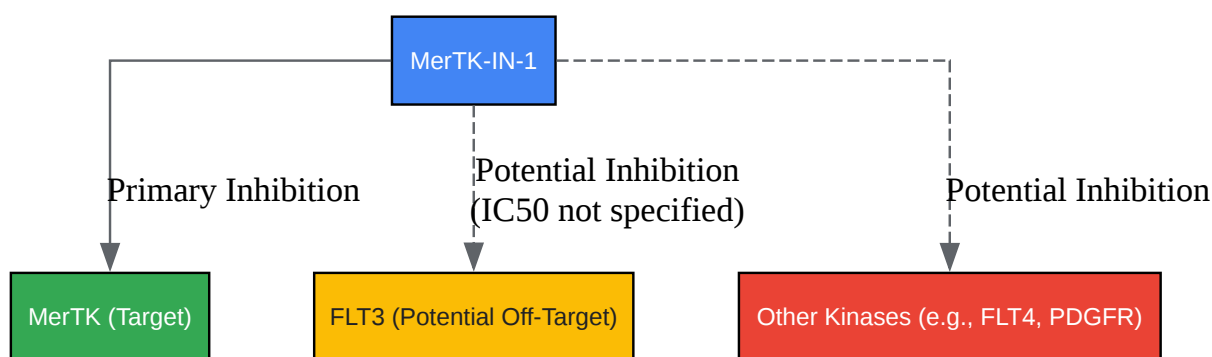 MerTK-IN-1
Primary Inhibition
Potential Inhibition
(IC50 not specified)
Potential Inhibition
MerTK (Target)
FLT3 (Potential Off-Target)
Other Kinases (e.g., FLT4, PDGFR)